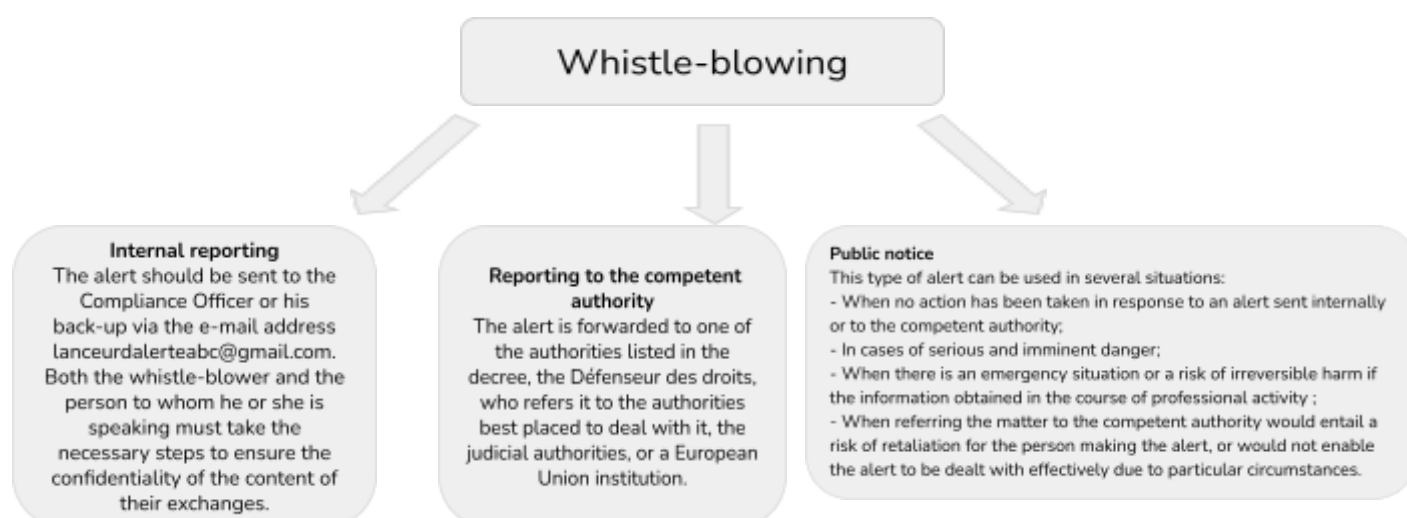 Whistle-blowing
Internal reporting
The alert should be sent to the
Compliance Officer or his
back-up via the e-mail address
lanceurdalerteabc@gmail.com.
Both the whistle-blower and the
person to whom he or she is
speaking must take the
necessary steps to ensure the
confidentiality of the content of
their exchanges.
Reporting to the competent
authority
The alert is forwarded to one of
the authorities listed in the
decree, the Défenseur des droits,
who refers it to the authorities
best placed to deal with it, the
judicial authorities, or a European
Union institution.
Public notice
This type of alert can be used in several situations:
- When no action has been taken in response to an alert sent internally
or to the competent authority;
- In cases of serious and imminent danger;
- When there is an emergency situation or a risk of irreversible harm if
the information obtained in the course of professional activity ;
- When referring the matter to the competent authority would entail a
risk of retaliation for the person making the alert, or would not enable
the alert to be dealt with effectively due to particular circumstances.